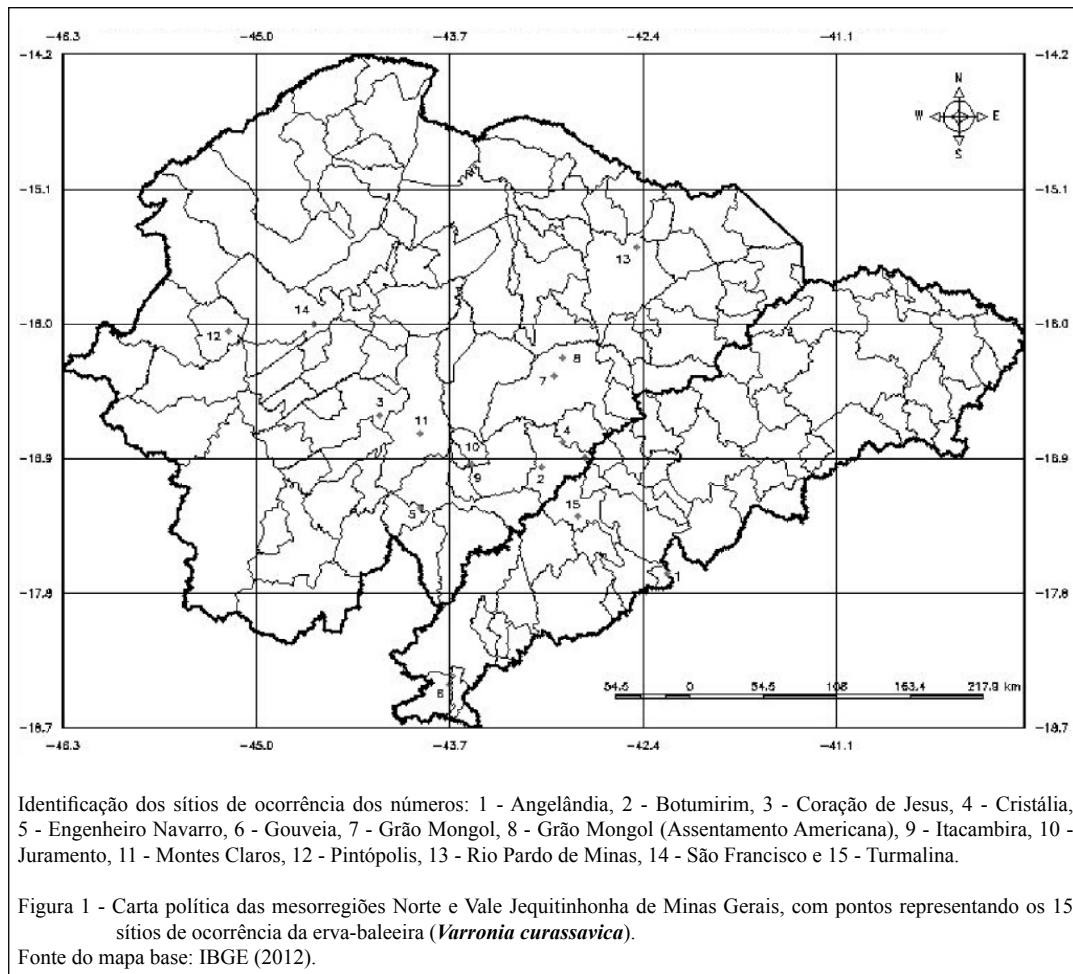 -46.3 -45.0 -43.7 -42.4 -41.1
-14.2 -14.2
N
W E
S
-15.1 -15.1
13
14
12
-16.0 -16.0
8
7
3
11
4
10
-16.9 -16.9
9
2
5
15
1
-17.8 -17.8
6
54.5 0 54.5 108 163.4 217.9 km
-18.7 -18.7
-46.3 -45.0 -43.7 -42.4 -41.1
Identificação dos sítios de ocorrência dos números: 1 - Angelândia, 2 - Botumirim, 3 - Coração de Jesus, 4 - Cristália,
5 - Engenheiro Navarro, 6 - Gouveia, 7 - Grão Mongol, 8 - Grão Mongol (Assentamento Americana), 9 - Itacambira, 10 -
Juramento, 11 - Montes Claros, 12 - Pintópolis, 13 - Rio Pardo de Minas, 14 - São Francisco e 15 - Turmalina.
Figura 1 - Carta política das mesorregiões Norte e Vale Jequitinhonha de Minas Gerais, com pontos representando os 15
sítios de ocorrência da erva-baleeira (Varronia curassavica).
Fonte do mapa base: IBGE (2012).